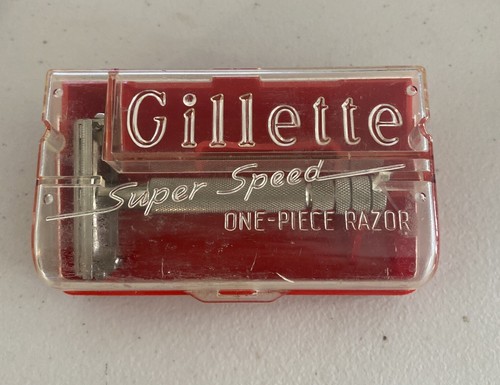 Gillette
Super Speed
ONE-PIECE RAZOR